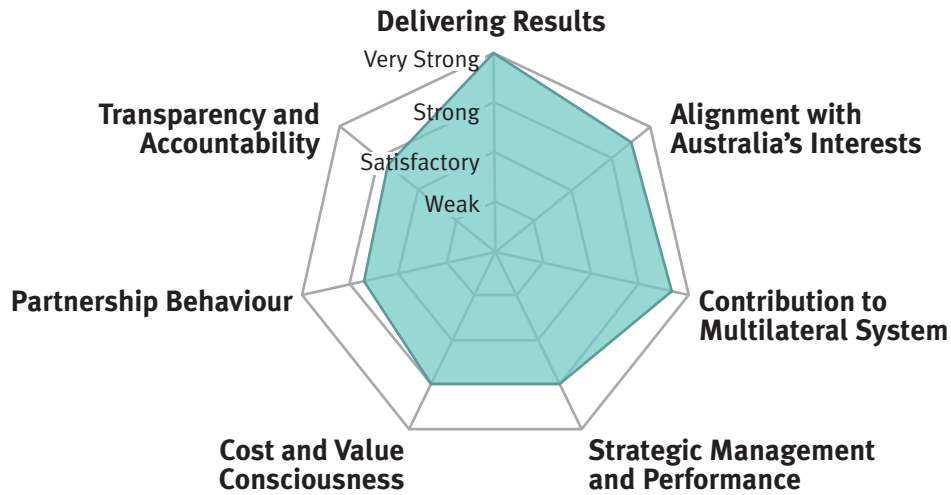 Delivering Results
Very Strong
Strong
Satisfactory
Weak
Transparency and
Accountability
Alignment with
Australia’s Interests
Partnership Behaviour
Contribution to
Multilateral System
Cost and Value
Consciousness
Strategic Management
and Performance